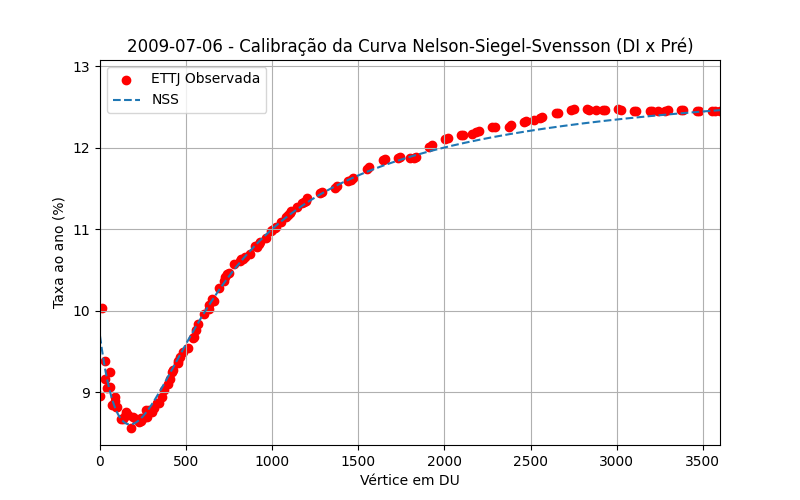 2009-07-06 - Calibração da Curva Nelson-Siegel-Svensson (DI x Pré)
ETTJ Observada
NSS
Taxa ao ano (%)
13
12
11
10
9
0 500 1000 1500 2000 2500 3000 3500
Vértice em DU